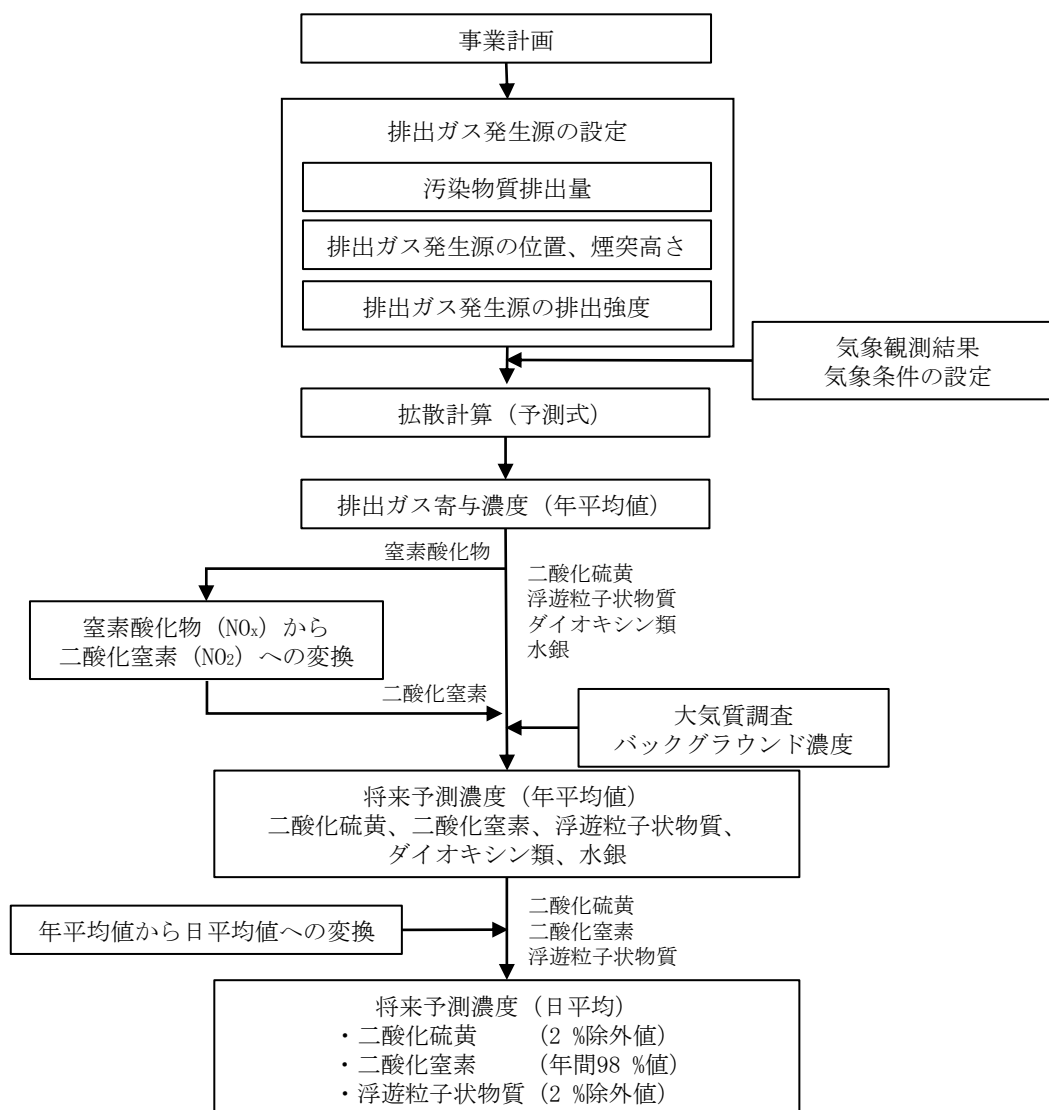 事業計画
排出ガス発生源の設定
汚染物質排出量
排出ガス発生源の位置、煙突高さ
排出ガス発生源の排出強度
気象観測結果
気象条件の設定
拡散計算（予測式）
排出ガス寄与濃度（年平均値）
窒素酸化物
二酸化硫黄
浮遊粒子状物質
ダイオキシン類
水銀
窒素酸化物（NOx）から
二酸化窒素（NO2）への変換
二酸化窒素
大気質調査
バックグラウンド濃度
将来予測濃度（年平均値）
二酸化硫黄、二酸化窒素、浮遊粒子状物質、
ダイオキシン類、水銀
年平均値から日平均値への変換
二酸化硫黄
二酸化窒素
浮遊粒子状物質
将来予測濃度（日平均）
・二酸化硫黄　　　（2 %除外値）
・二酸化窒素　　　（年間98 %値）
・浮遊粒子状物質（2 %除外値）